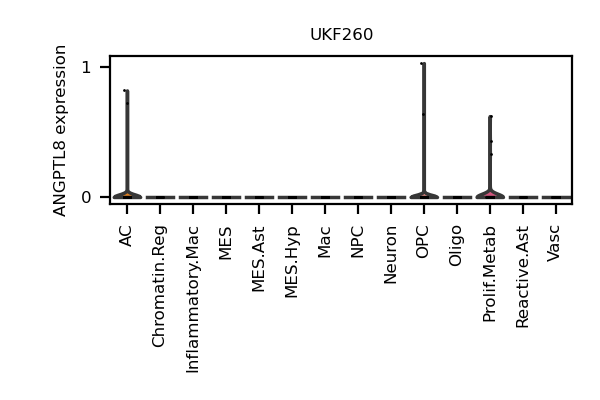 UKF260
ANGPTL8 expression
1
0
AC
Chromatin.Reg
Inflammatory.Mac
MES
MES.Ast
MES.Hyp
Mac
NPC
Neuron
OPC
Oligo
Prolif.Metab
Reactive.Ast
Vasc